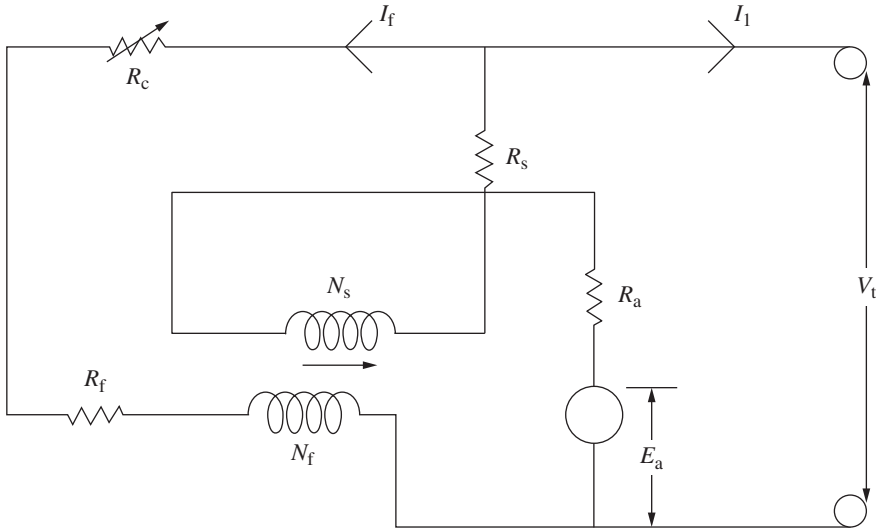 I_f
I_1
R_c
R_s
N_s
R_a
V_t
R_f
N_f
E_a